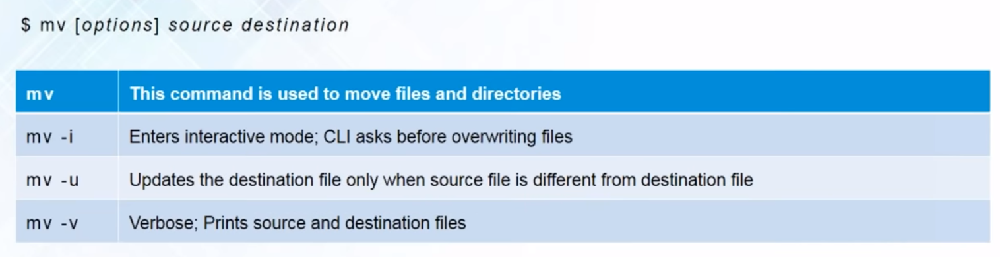 $ mv [options] source destination
mv This command is used to move files and directories
mv -i Enters interactive mode; CLI asks before overwriting files
mv -u Updates the destination file only when source file is different from destination file
mv -v Verbose; Prints source and destination files